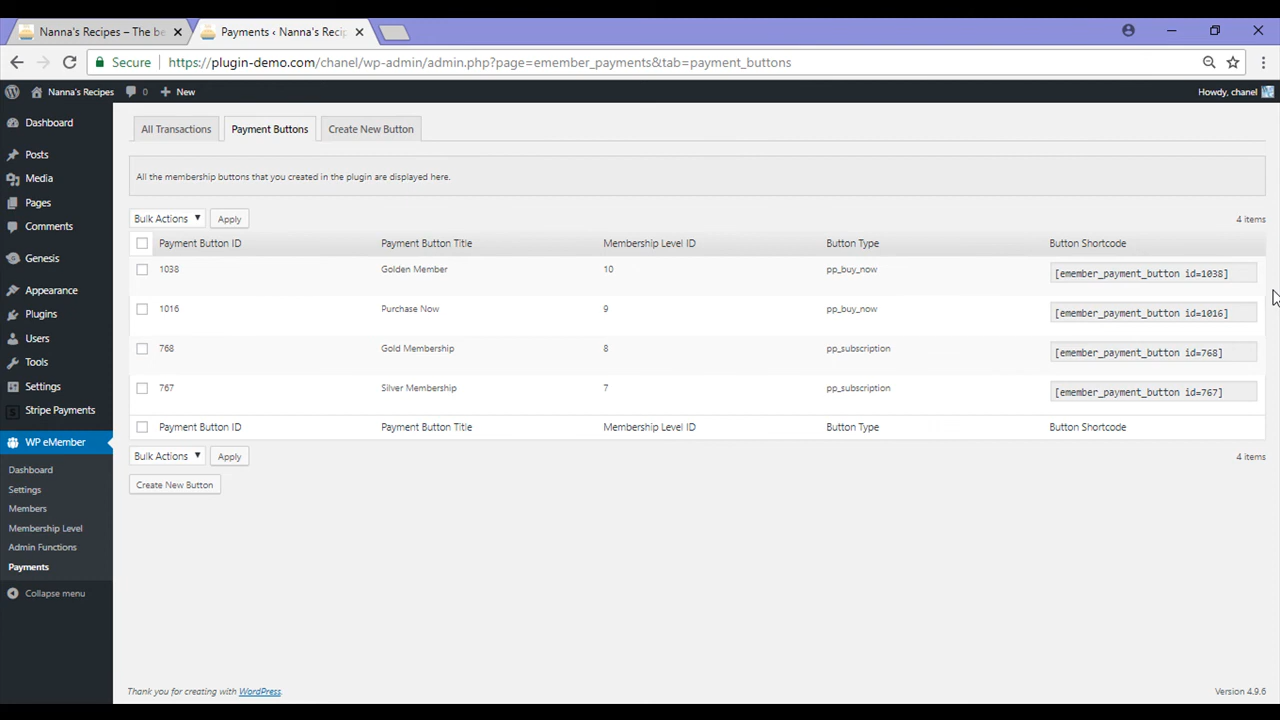 Nanna's Recipes – The be
Payments ‹ Nanna's Recip
Secure
https://plugin-demo.com/chanel/wp-admin/admin.php?page=emember_payments&tab=payment_buttons
Nanna's Recipes 0 New
Howdy, chanel
Dashboard
Posts
Media
Pages
Comments
Genesis
Appearance
Plugins
Users
Tools
Settings
Stripe Payments
WP eMember
Dashboard
Settings
Members
Membership Level
Admin Functions
Payments
Collapse menu
All Transactions Payment Buttons Create New Button
All the membership buttons that you created in the plugin are displayed here.
Bulk Actions Apply 4 items
Payment Button ID Payment Button Title Membership Level ID Button Type Button Shortcode
1038 Golden Member 10 pp_buy_now [emember_payment_button id=1038]
1016 Purchase Now 9 pp_buy_now [emember_payment_button id=1016]
768 Gold Membership 8 pp_subscription [emember_payment_button id=768]
767 Silver Membership 7 pp_subscription [emember_payment_button id=767]
Payment Button ID Payment Button Title Membership Level ID Button Type Button Shortcode
Bulk Actions Apply 4 items
Create New Button
Thank you for creating with WordPress.
Version 4.9.6